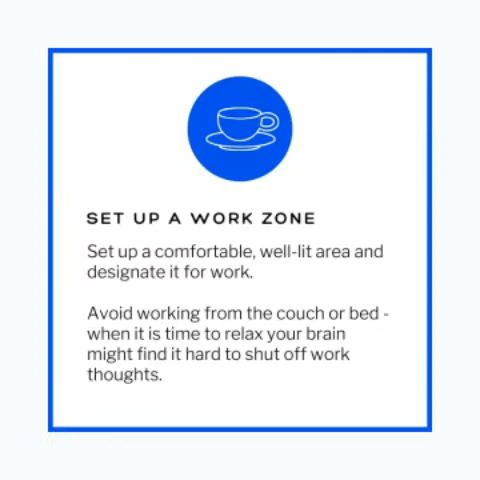 SET UP A WORK ZONE
Set up a comfortable, well-lit area and
designate it for work.
Avoid working from the couch or bed -
when it is time to relax your brain
might find it hard to shut off work
thoughts.